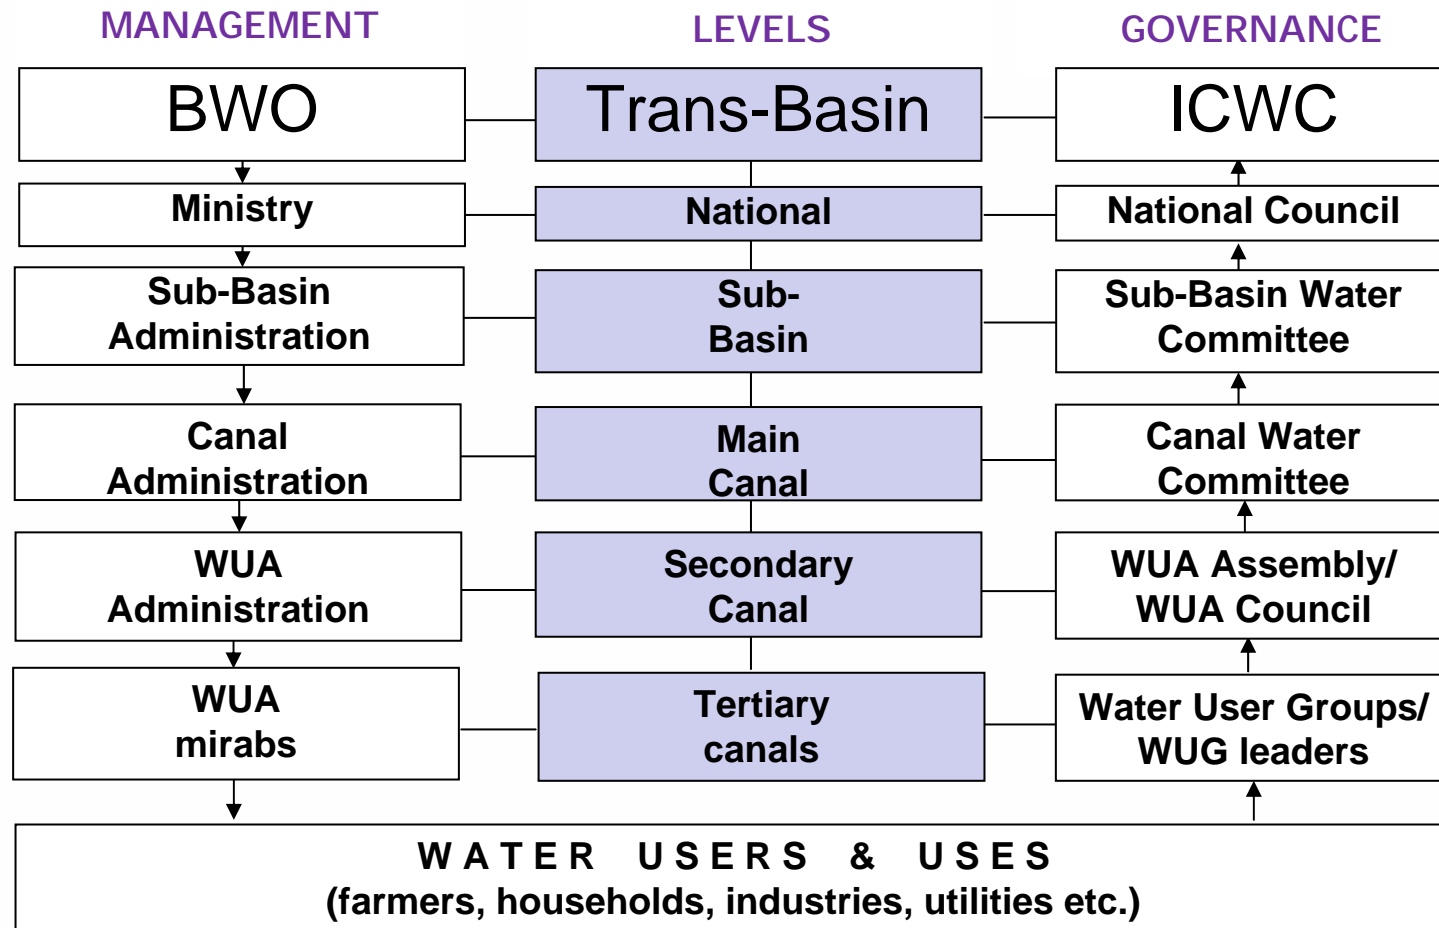 MANAGEMENT LEVELS GOVERNANCE
BWO Trans-Basin ICWC
Ministry National National Council
Sub-Basin Sub- Sub-Basin Water
Administration Basin Committee
Canal Main Canal Water
Administration Canal Committee
WUA Secondary WUA Assembly/
Administration Canal WUA Council
WUA Tertiary Water User Groups/
mirabs canals WUG leaders
WATER USERS & USES
(farmers, households, industries, utilities etc.)